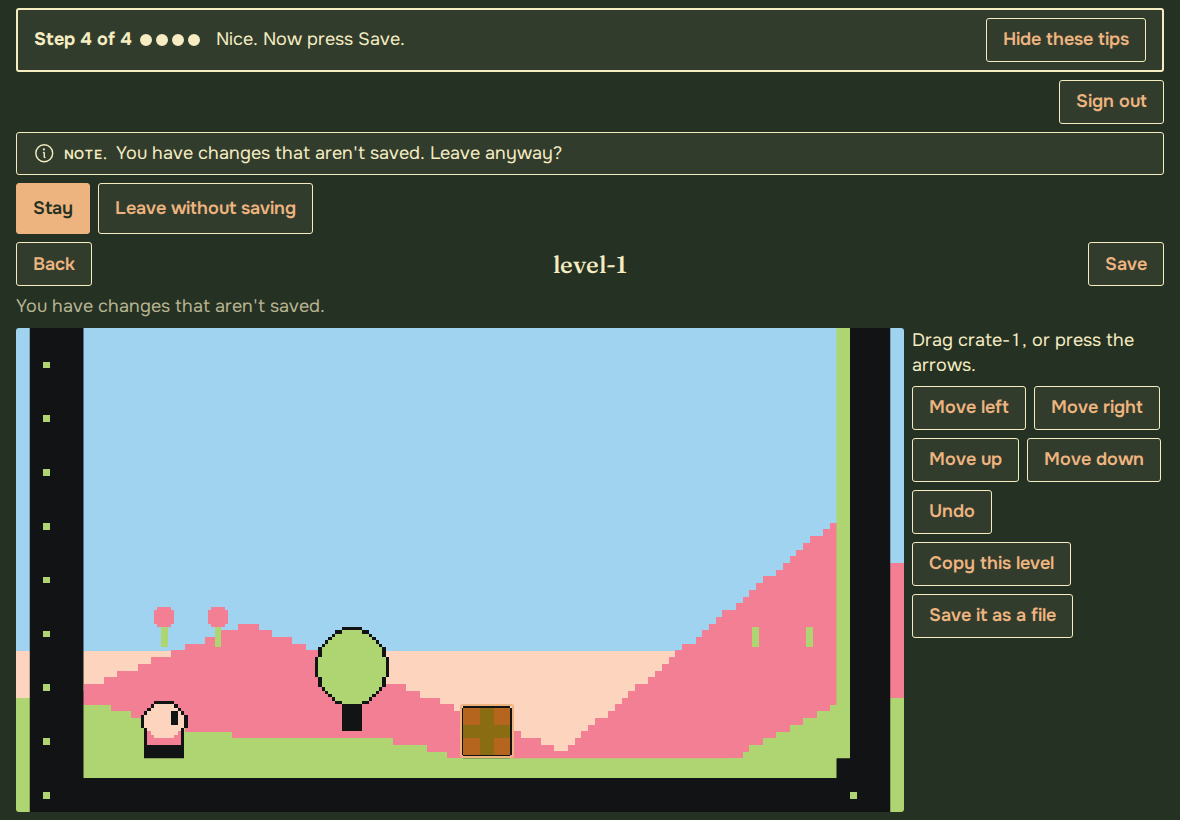 Step 4 of 4 Nice. Now press Save. Hide these tips
Sign out
NOTE. You have changes that aren't saved. Leave anyway?
Stay Leave without saving
Back level-1 Save
You have changes that aren't saved.
Drag crate-1, or press the
arrows.
Move left Move right
Move up Move down
Undo
Copy this level
Save it as a file